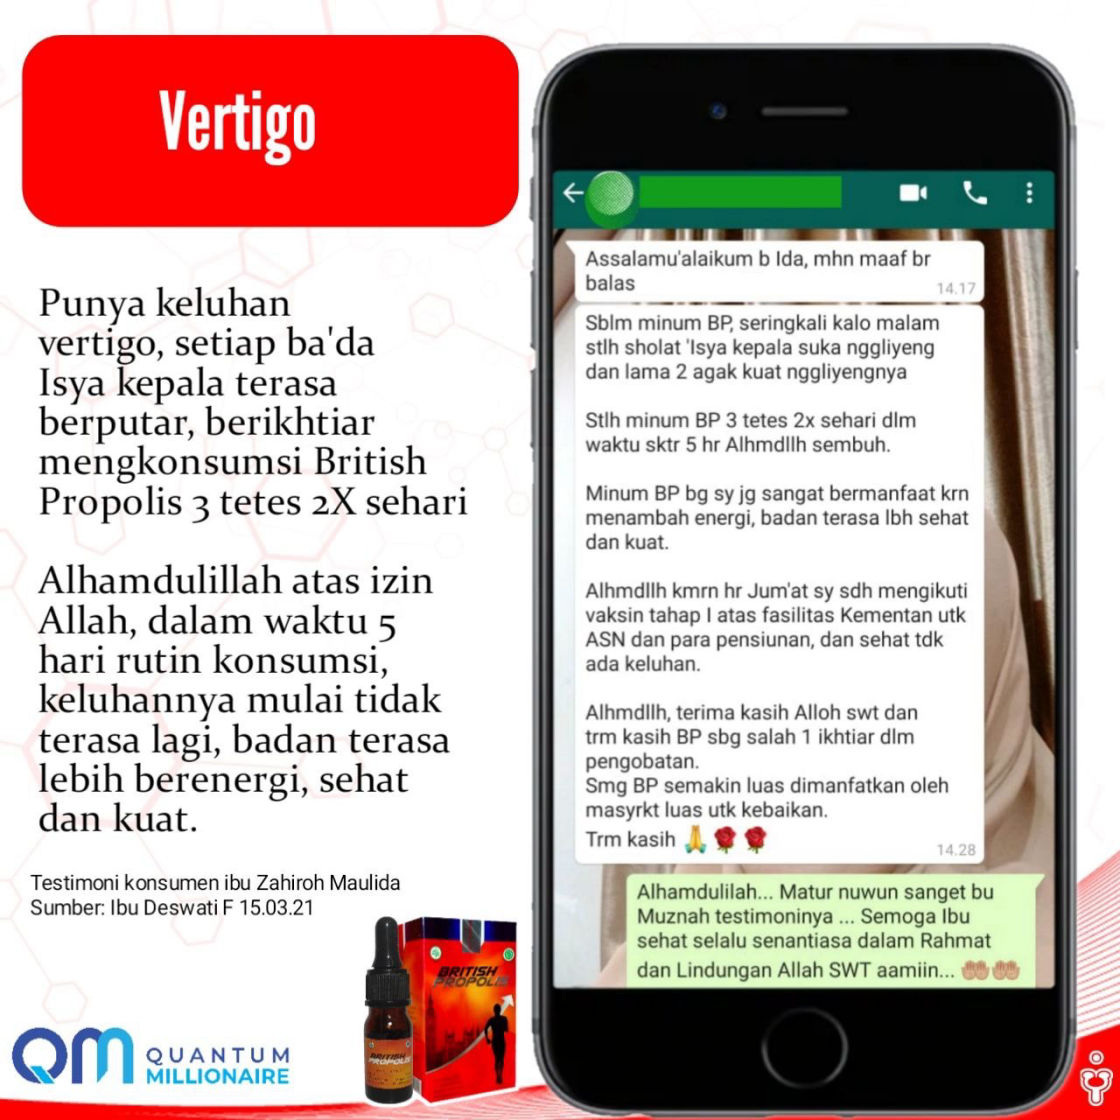 Vertigo
Punya keluhan
vertigo, setiap ba'da
Isya kepala terasa
berputar, berikhtiar
mengkonsumsi British
Propolis 3 tetes 2X sehari
Alhamdulillah atas izin
Allah, dalam waktu 5
hari rutin konsumsi,
keluhannya mulai tidak
terasa lagi, badan terasa
lebih berenergi, sehat
dan kuat.
Testimoni konsumen ibu Zahiroh Maulida
Sumber: Ibu Deswati F 15.03.21
BRITISH
PROPOLIS
BRITISH
PROPOLIS
QM QUANTUM
MILLIONAIRE
Assalamu'alaikum b Ida, mhn maaf br
balas
14.17
Sblm minum BP, seringkali kalo malam
stlh sholat 'Isya kepala suka nggliyeng
dan lama 2 agak kuat nggliyengnya
Stlh minum BP 3 tetes 2x sehari dlm
waktu sktr 5 hr Alhmdllh sembuh.
Minum BP bg sy jg sangat bermanfaat krn
menambah energi, badan terasa lbh sehat
dan kuat.
Alhmdllh kmrn hr Jum'at sy sdh mengikuti
vaksin tahap I atas fasilitas Kementan utk
ASN dan para pensiunan, dan sehat tdk
ada keluhan.
Alhmdllh, terima kasih Alloh swt dan
trm kasih BP sbg salah 1 ikhtiar dlm
pengobatan.
Smg BP semakin luas dimanfatkan oleh
masyrkt luas utk kebaikan.
Trm kasih 🙏🌹🌹
14.28
Alhamdulilah... Matur nuwun sanget bu
Muznah testimoninya ... Semoga Ibu
sehat selalu senantiasa dalam Rahmat
dan Lindungan Allah SWT aamiin... 🤲🤲